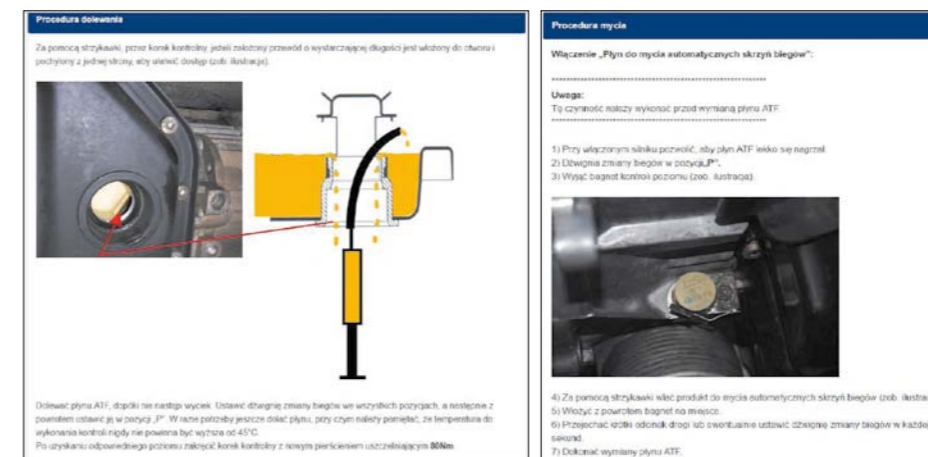 Procedura dolewania
Za pomocą strzykawki, przez korek kontrolny, jeżeli założony przewód o wystarczającej długości jest włożony do otworu i
pochylony z jednej strony, aby ułatwić dostęp (zob. ilustracja).
Dolewać płynu ATF, dopóki nie nastąp wyciek. Ustawić dźwignię zmiany biegów we wszystkich pozycjach, a następnie z
powrotem ustawić ję w pozycji „P". W razie potrzeby jeszcze dolać płynu, przy czym należy pamiętać, że temperatura do
wykonania kontroli nigdy nie powinna być wyższa od 45°C.
Po uzyskaniu odpowiedniego poziomu zakręcić korek kontrolny z nowym pierścieniem uszczelniającym 80Nm
Procedura mycia
Włączenie „Płyn do mycia automatycznych skrzyń biegów":
Uwaga:
Tę czynność należy wykonać przed wymianą płynu ATF
1) Przy włączonym silniku pozwolić, aby płyn ATF lekko się nagrzał
2) Dźwignia zmiany biegów w pozycji „P".
3) Wyjąć bagnet kontroli poziomu (zob. ilustracja)
4) Za pomocą strzykawki wlać produkt do mycia automatycznych skrzyń biegów (zob. ilustrac
5) Włożyć z powrotem bagnet na miejsce.
6) Przejechać krótki odcinek drogi lub ewentualnie ustawić dźwignię zmiany biegów w każdej
sekund.
7) Dokonać wymiany płynu ATF.